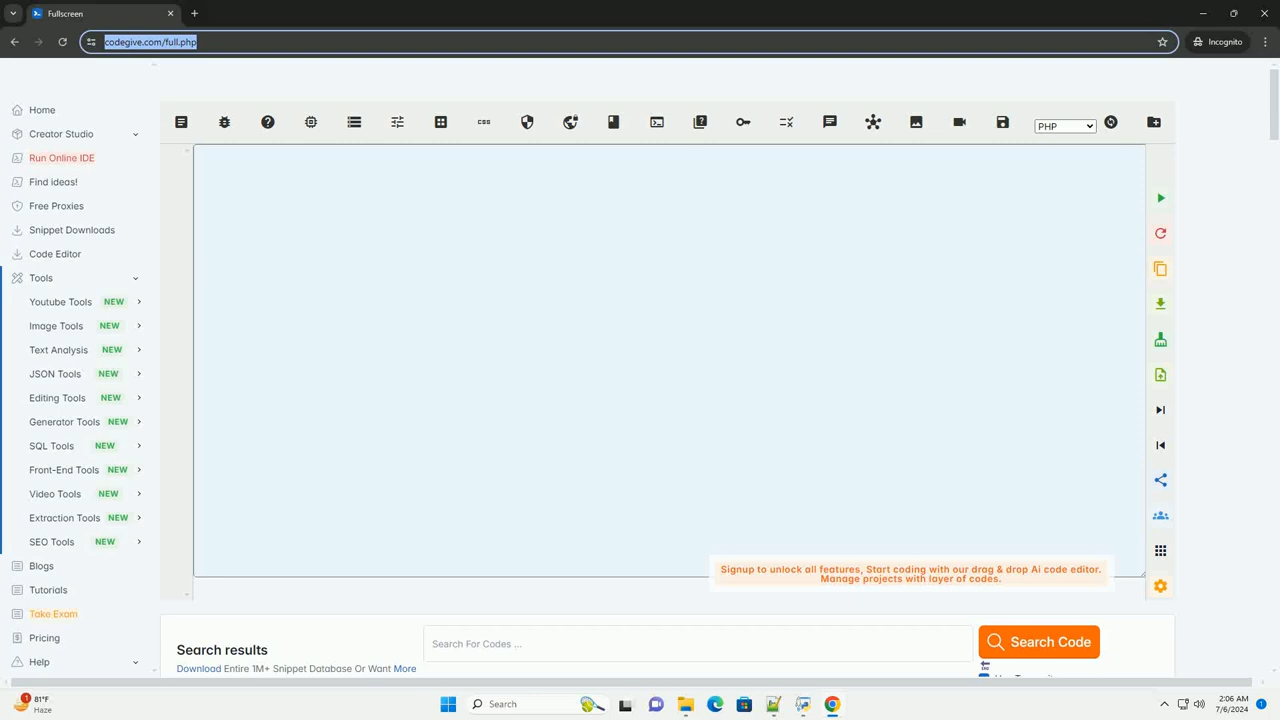 Fullscreen
codegive.com/full.php
Incognito
Home
Creator Studio
Run Online IDE
Find ideas!
Free Proxies
Snippet Downloads
Code Editor
Tools
Youtube Tools NEW
Image Tools NEW
Text Analysis NEW
JSON Tools NEW
Editing Tools NEW
Generator Tools NEW
SQL Tools NEW
Front-End Tools NEW
Video Tools NEW
Extraction Tools NEW
SEO Tools NEW
Blogs
Tutorials
Take Exam
Pricing
Help
CSS
PHP
Signup to unlock all features, Start coding with our drag & drop Ai code editor.
Manage projects with layer of codes.
Search results
Download Entire 1M+ Snippet Database Or Want More
Search For Codes ...
Search Code
1
81°F
Haze
Search
2:06 AM
7/6/2024
1